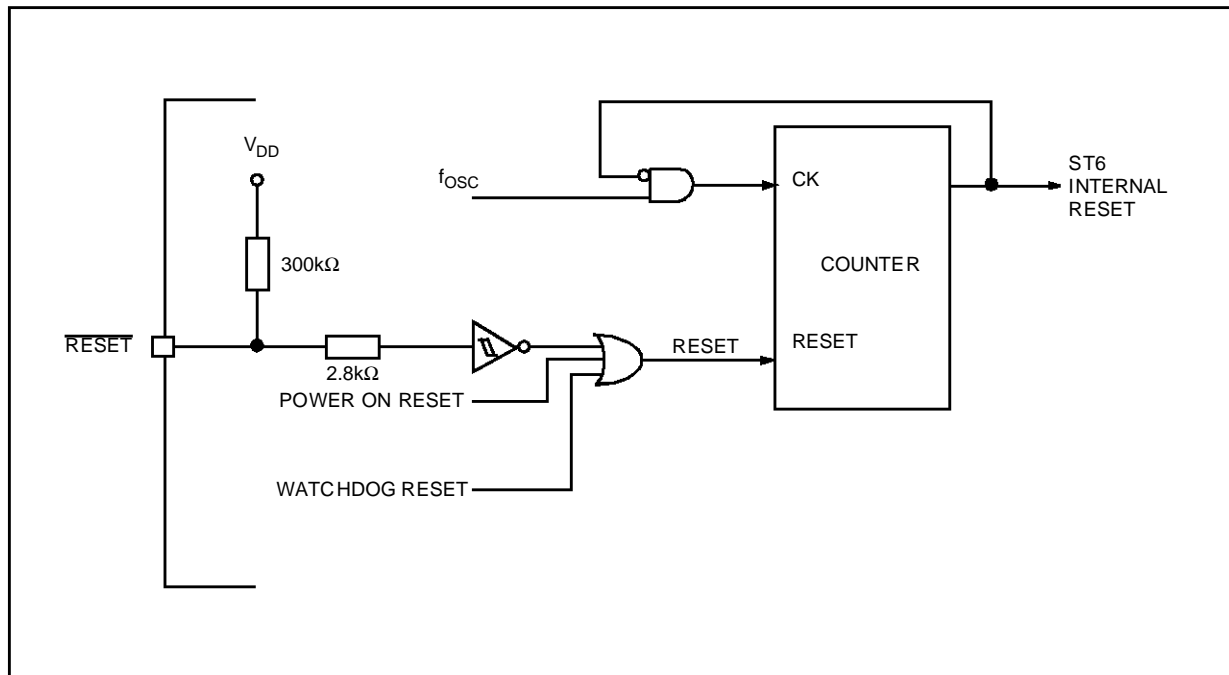 V_DD
f_OSC
CK
ST6
INTERNAL
RESET
300kΩ
COUNTER
RESET
RESET
RESET
2.8kΩ
POWER ON RESET
WATCHDOG RESET